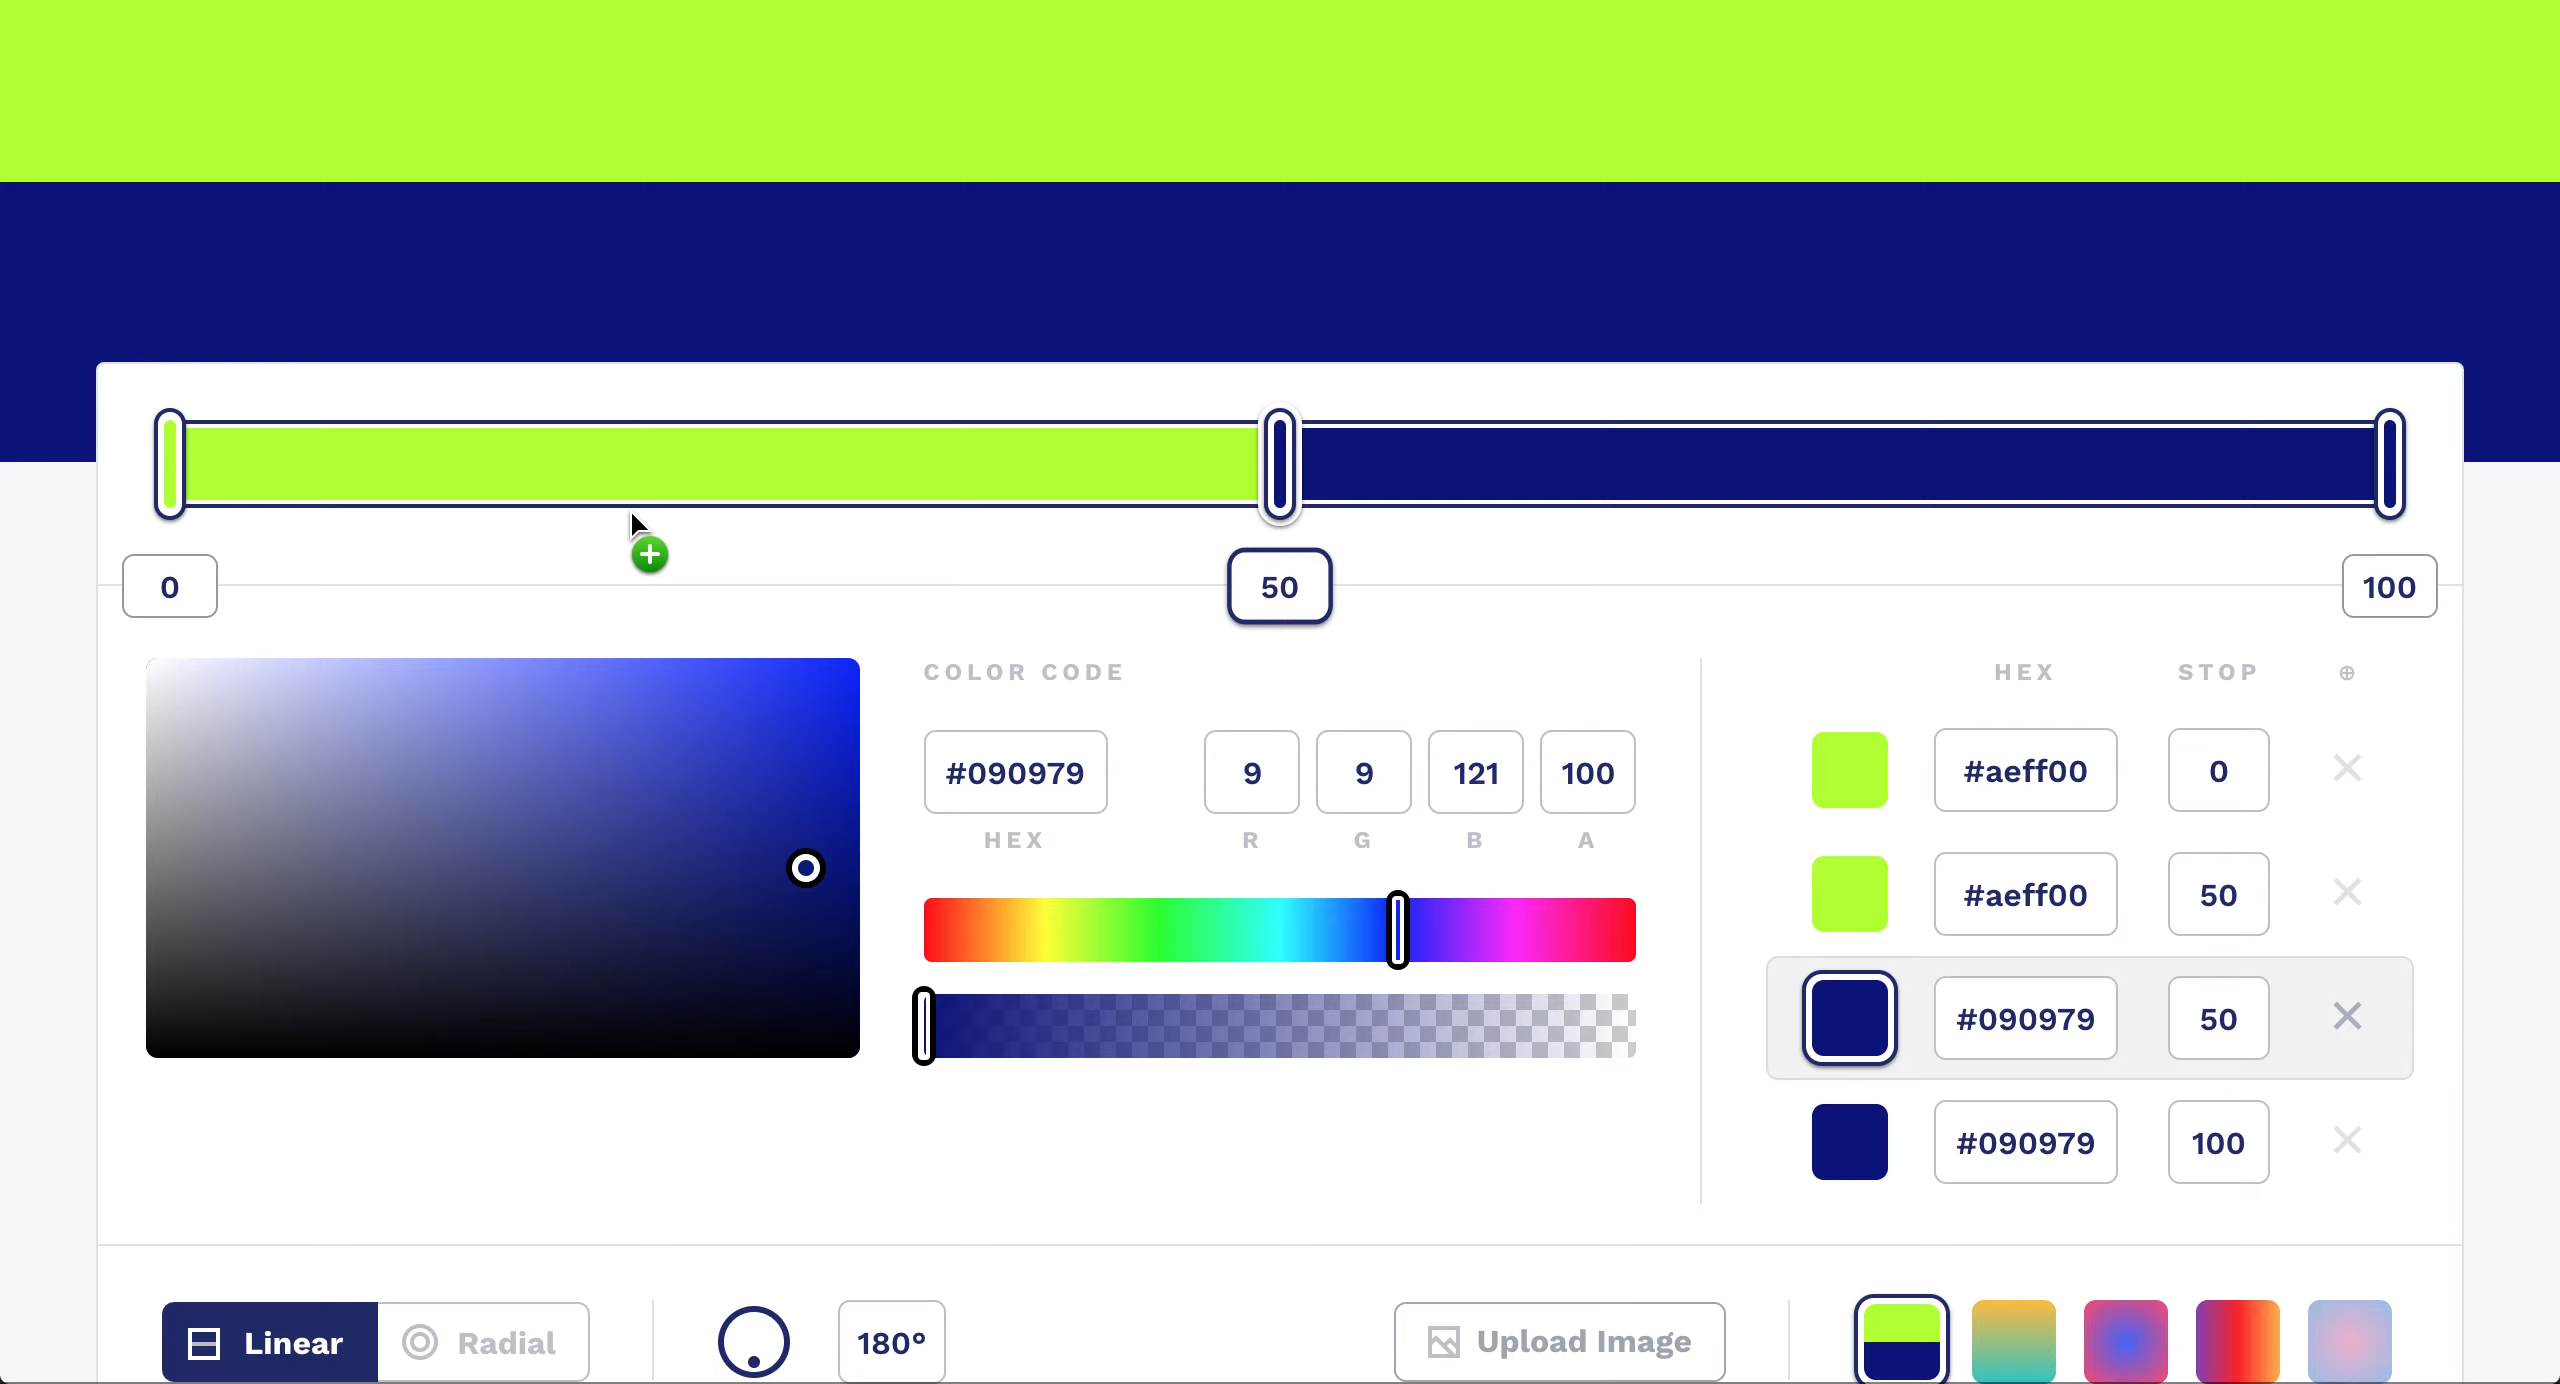 0
50
100
COLOR CODE
#090979 9 9 121 100
HEX R G B A
HEX STOP ⊕
#aeff00 0
#aeff00 50
#090979 50
#090979 100
Linear Radial 180° Upload Image